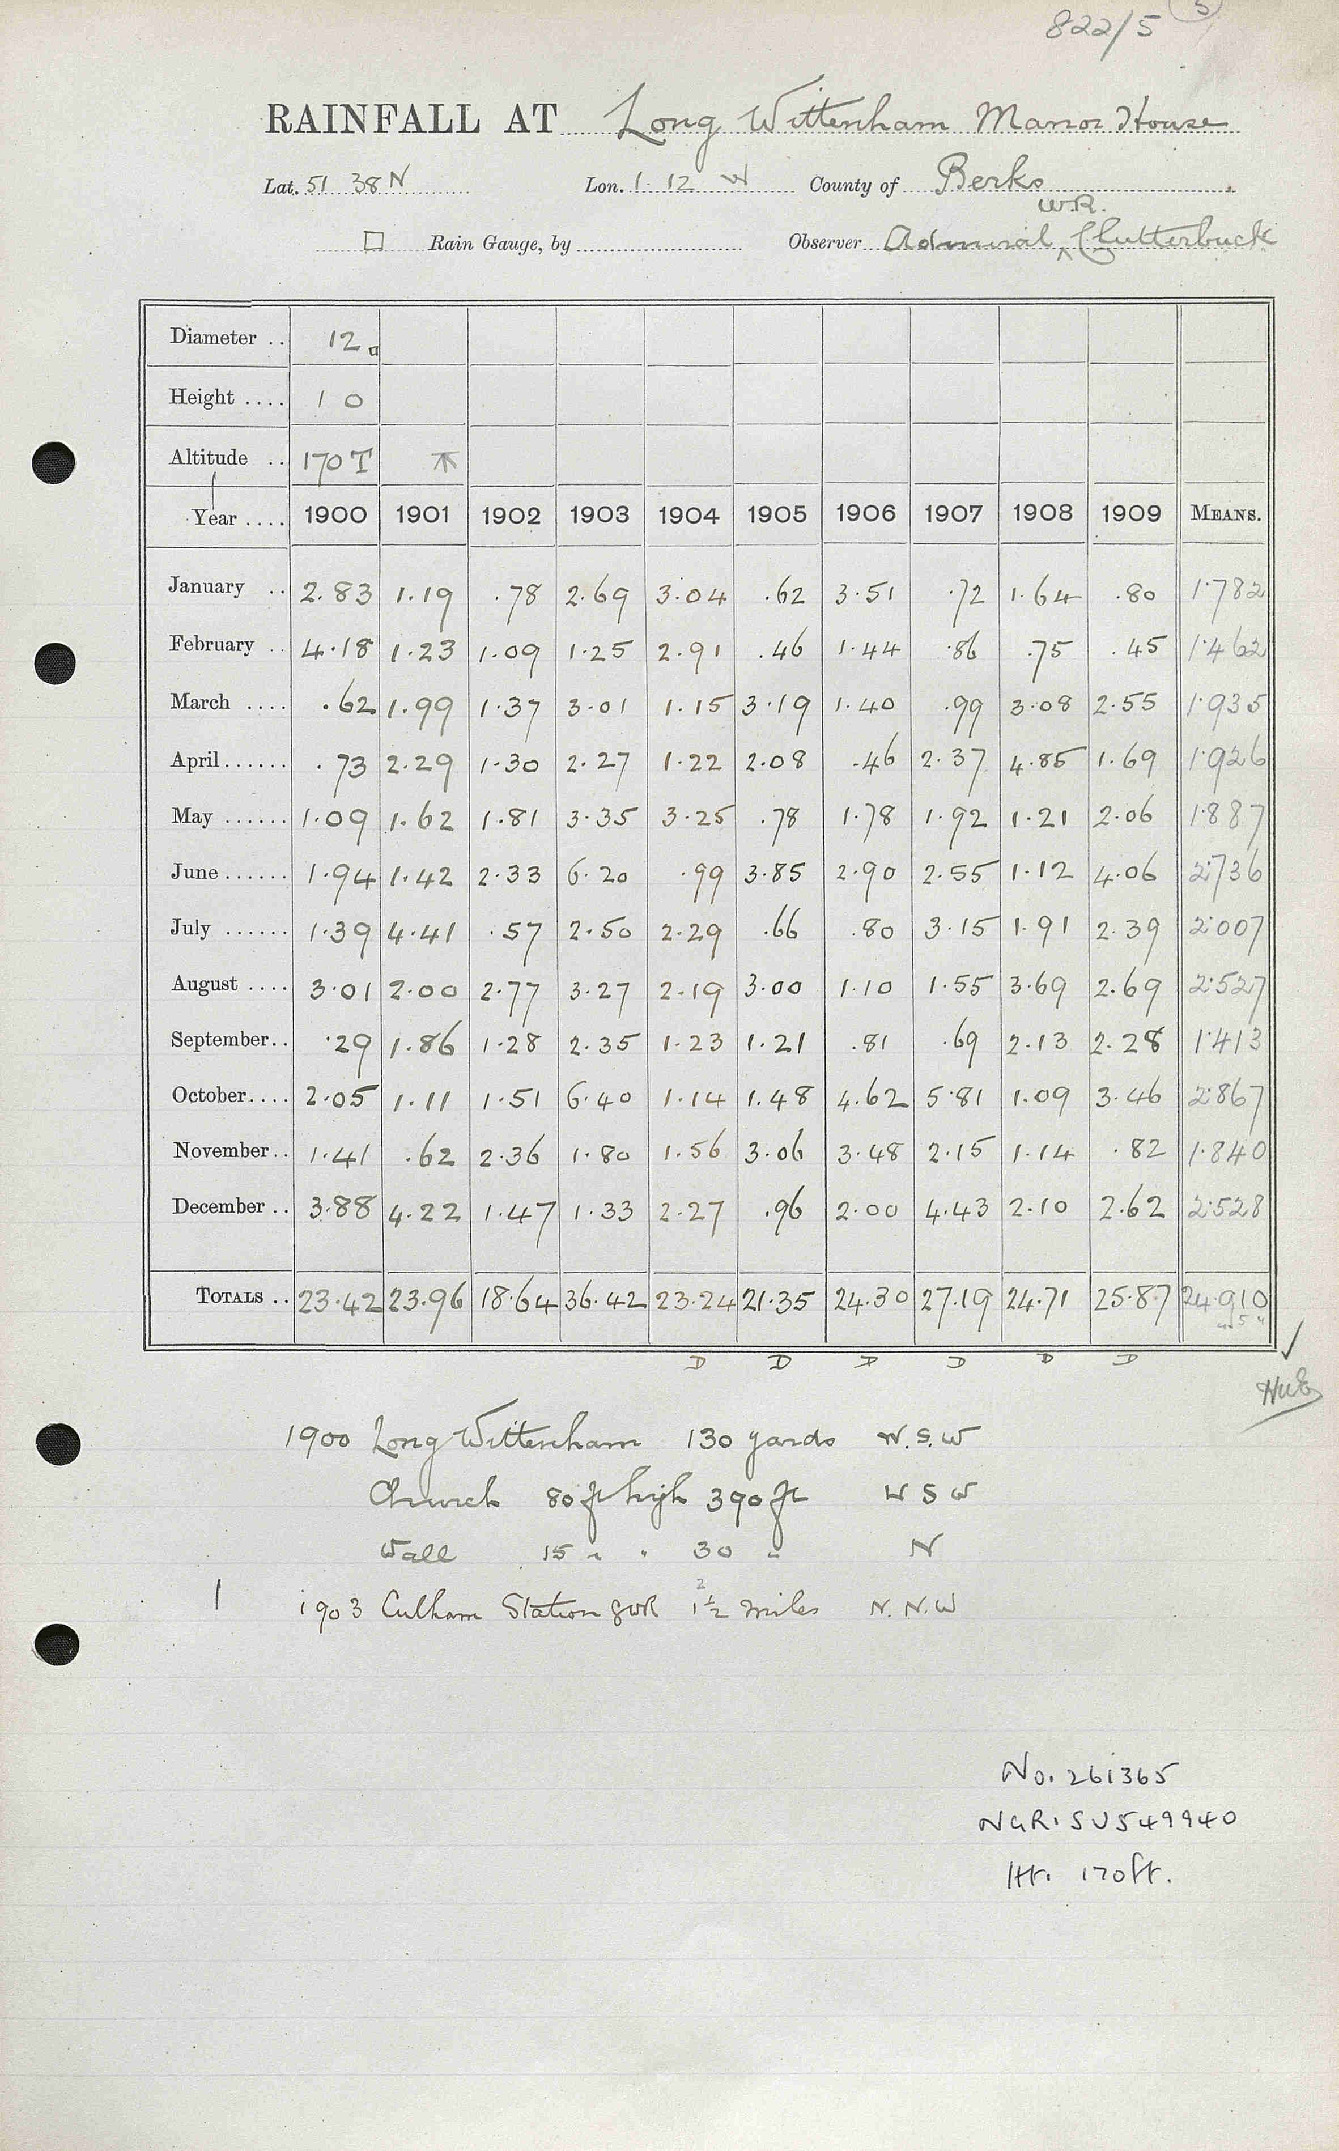 822/5 5
RAINFALL AT Long Wittenham Manor House
Lat. 51 38 N Lon. 1 12 W County of Berks
W.R.
□ Rain Gauge, by Observer Admiral ^ Clutterbuck
Diameter .. 12 □
Height .... 1 0
Altitude .. 170 T
Year .... 1900 1901 1902 1903 1904 1905 1906 1907 1908 1909 MEANS.
January .. 2.83 1.19 .78 2.69 3.04 .62 3.51 .72 1.64 .80 1.782
February .. 4.18 1.23 1.09 1.25 2.91 .46 1.44 .86 .75 .45 1.462
March .... .62 1.99 1.37 3.01 1.15 3.19 1.40 .99 3.08 2.55 1.935
April...... .73 2.29 1.30 2.27 1.22 2.08 .46 2.37 4.85 1.69 1.926
May ...... 1.09 1.62 1.81 3.35 3.25 .78 1.78 1.92 1.21 2.06 1.887
June...... 1.94 1.42 2.33 6.20 .99 3.85 2.90 2.55 1.12 4.06 2.736
July ...... 1.39 4.41 .57 2.50 2.29 .66 .80 3.15 1.91 2.39 2.007
August .... 3.01 2.00 2.77 3.27 2.19 3.00 1.10 1.55 3.69 2.69 2.527
September.. .29 1.86 1.28 2.35 1.23 1.21 .81 .69 2.13 2.28 1.413
October.... 2.05 1.11 1.51 6.40 1.14 1.48 4.62 5.81 1.09 3.46 2.867
November.. 1.41 .62 2.36 1.80 1.56 3.06 3.48 2.15 1.14 .82 1.840
December .. 3.88 4.22 1.47 1.33 2.27 .96 2.00 4.43 2.10 2.62 2.528
TOTALS .. 23.42 23.96 18.64 36.42 23.24 21.35 24.30 27.19 24.71 25.87 24.910
D D D D D D ✓
1900 Long Wittenham 130 yards W.S.W
Church 80 ft high 390 ft W S W
Wall 15 " " 30 " N
2
1 1903 Culham Station GWR 1½ miles N.N.W
No. 261365
NGR. SU549940
Ht. 170ft.